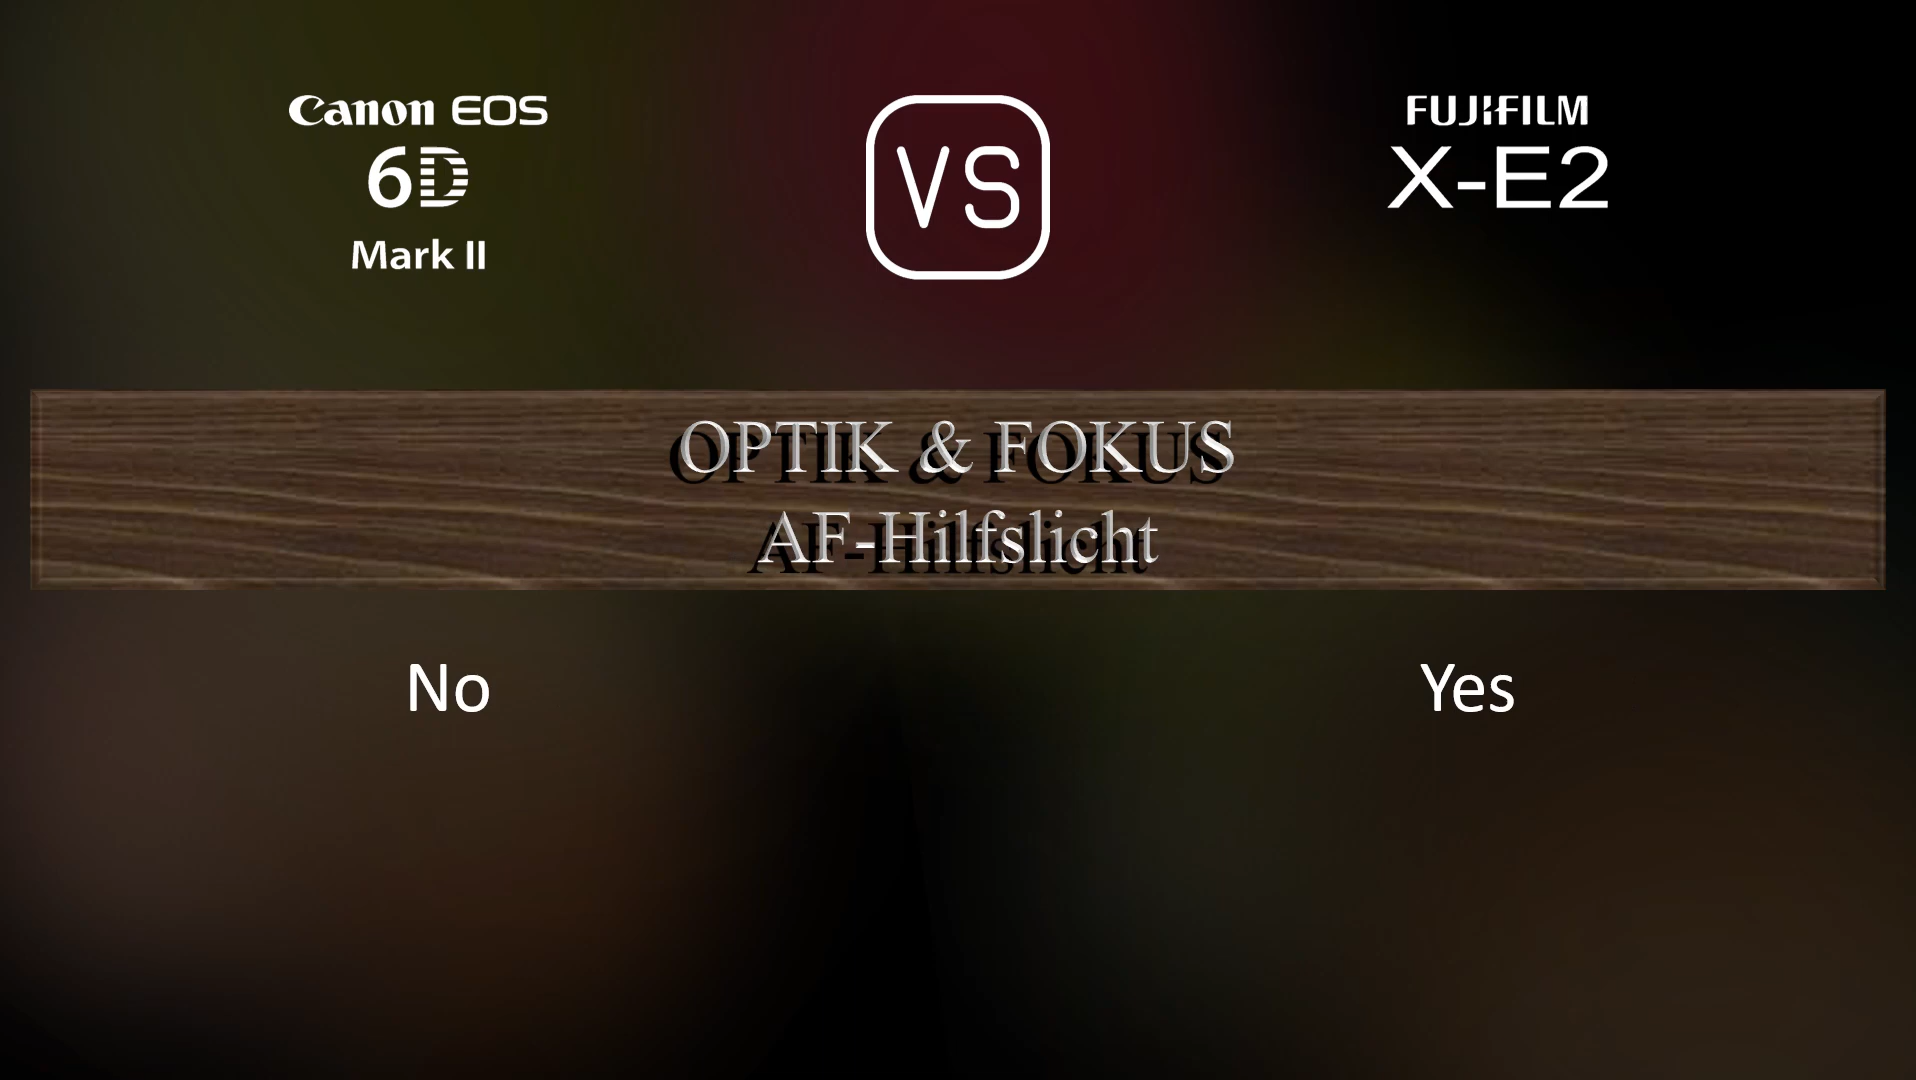 Canon EOS
6D
Mark II
VS
FUJIFILM
X-E2
OPTIK & FOKUS
AF-Hilfslicht
No
Yes